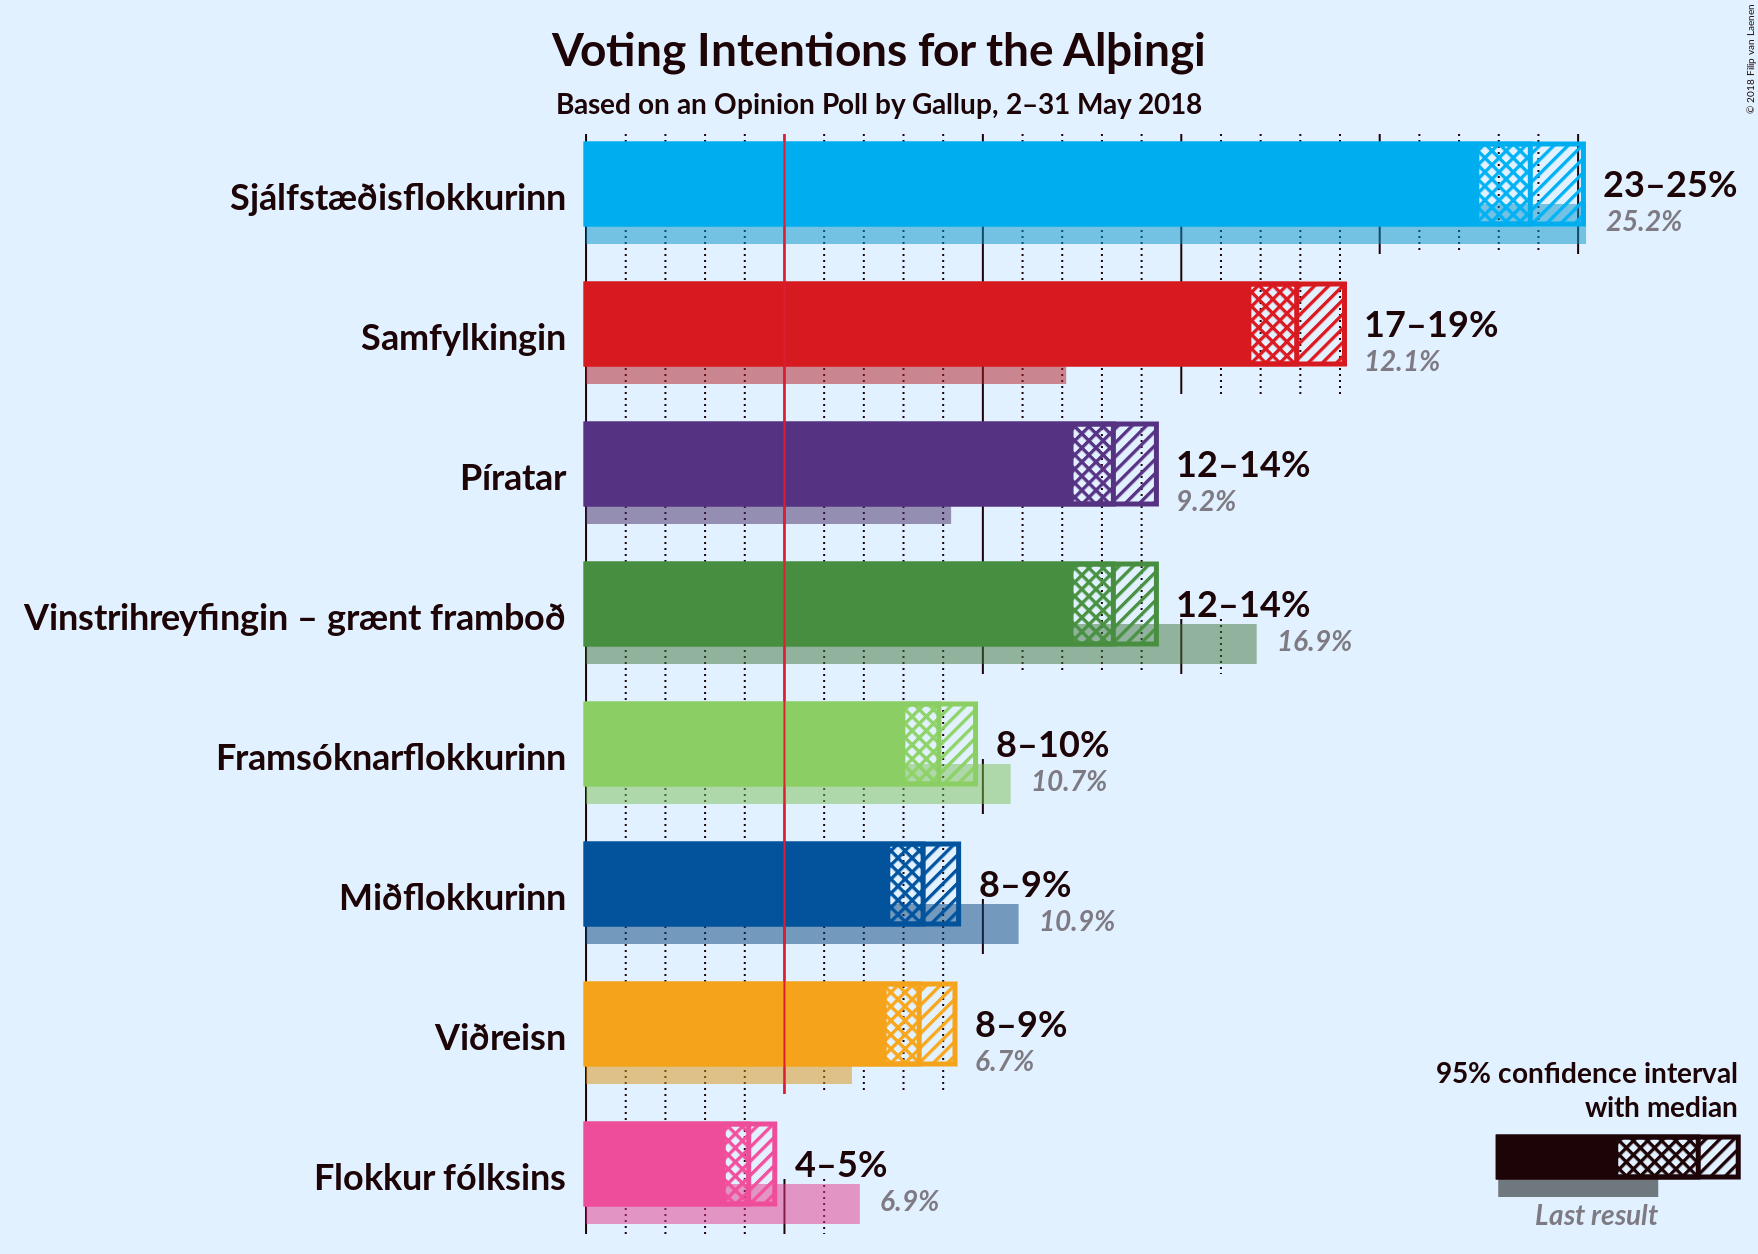 Voting Intentions for the Alþingi
Based on an Opinion Poll by Gallup, 2–31 May 2018
© 2018 Filip van Laenen
Sjálfstæðisflokkurinn
23–25%
25.2%
Samfylkingin
17–19%
12.1%
Píratar
12–14%
9.2%
Vinstrihreyfingin – grænt framboð
12–14%
16.9%
Framsóknarflokkurinn
8–10%
10.7%
Miðflokkurinn
8–9%
10.9%
Viðreisn
8–9%
6.7%
Flokkur fólksins
4–5%
6.9%
95% confidence interval
with median
Last result